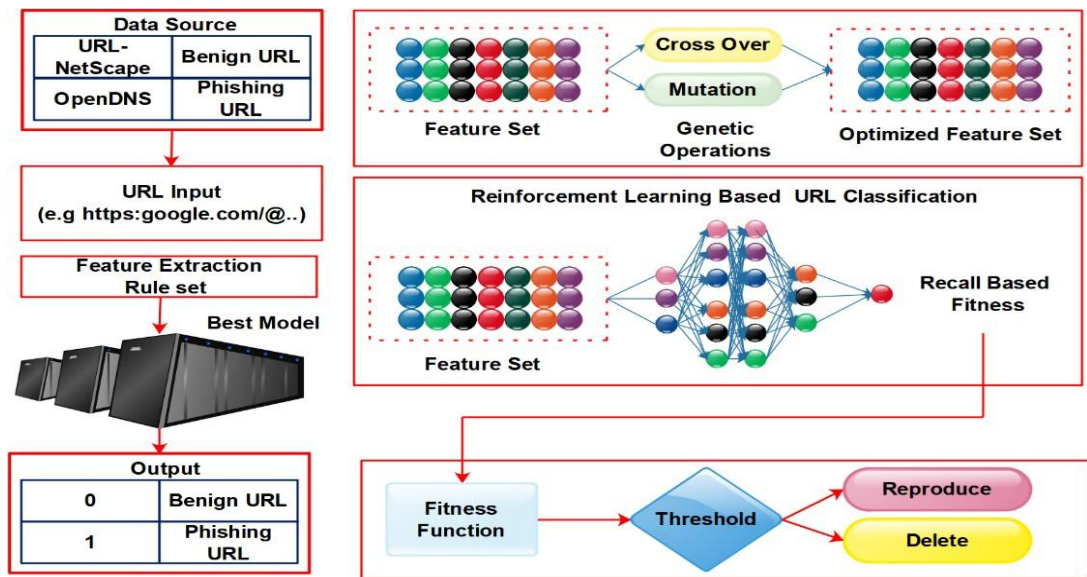 Data Source
URL-
NetScape
Benign URL
OpenDNS
Phishing
URL
URL Input
(e.g https:google.com/@..)
Feature Extraction
Rule set
Best Model
Output
0
Benign URL
1
Phishing
URL
Feature Set
Cross Over
Mutation
Genetic
Operations
Optimized Feature Set
Reinforcement Learning Based URL Classification
Feature Set
Recall Based
Fitness
Fitness
Function
Threshold
Reproduce
Delete